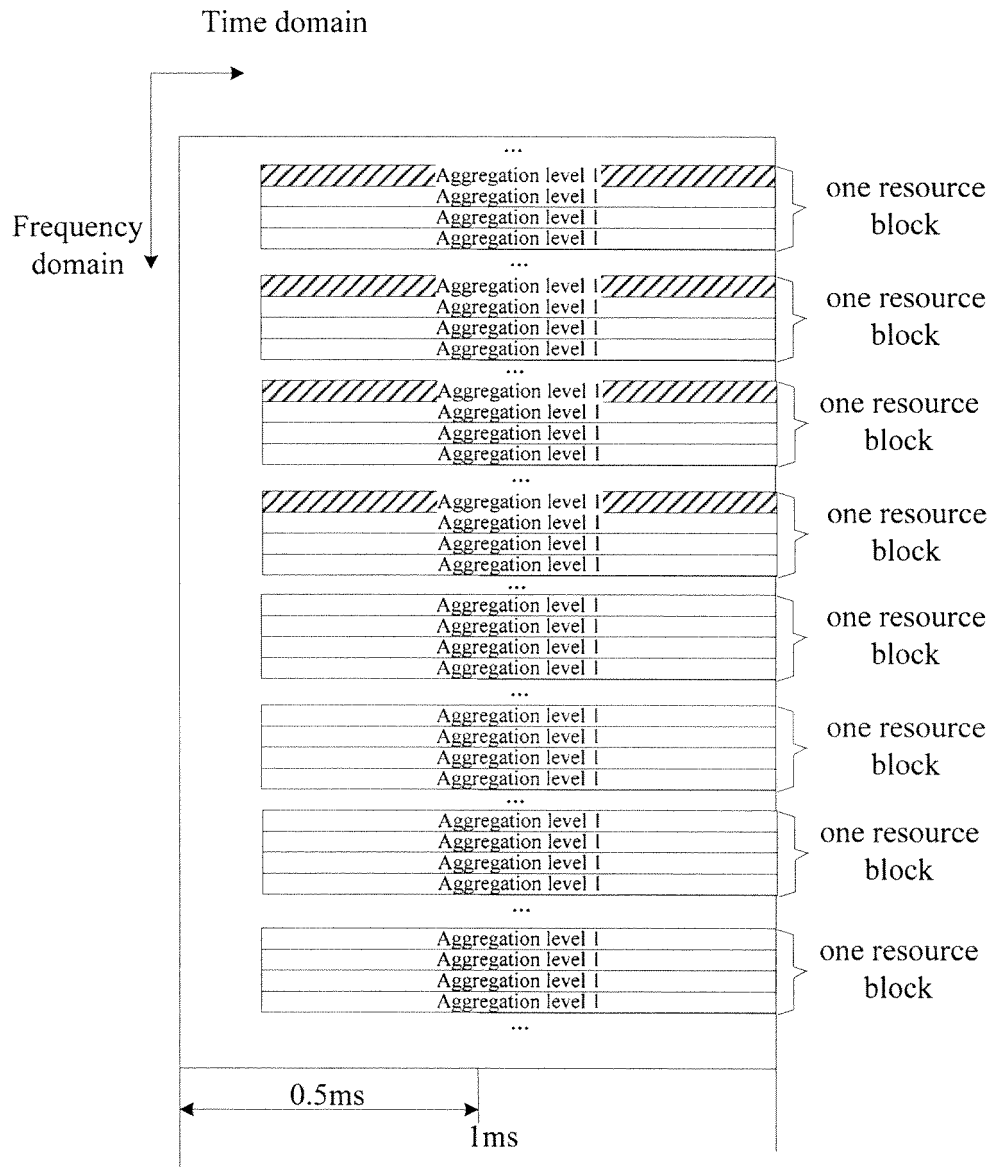 Time domain
Frequency
domain
...
Aggregation level 1
Aggregation level 1
Aggregation level 1
Aggregation level 1
one resource
block
...
Aggregation level 1
Aggregation level 1
Aggregation level 1
Aggregation level 1
one resource
block
...
Aggregation level 1
Aggregation level 1
Aggregation level 1
Aggregation level 1
one resource
block
...
Aggregation level 1
Aggregation level 1
Aggregation level 1
Aggregation level 1
one resource
block
...
Aggregation level 1
Aggregation level 1
Aggregation level 1
Aggregation level 1
one resource
block
...
Aggregation level 1
Aggregation level 1
Aggregation level 1
Aggregation level 1
one resource
block
...
Aggregation level 1
Aggregation level 1
Aggregation level 1
Aggregation level 1
one resource
block
...
Aggregation level 1
Aggregation level 1
Aggregation level 1
Aggregation level 1
one resource
block
...
0.5ms
1ms